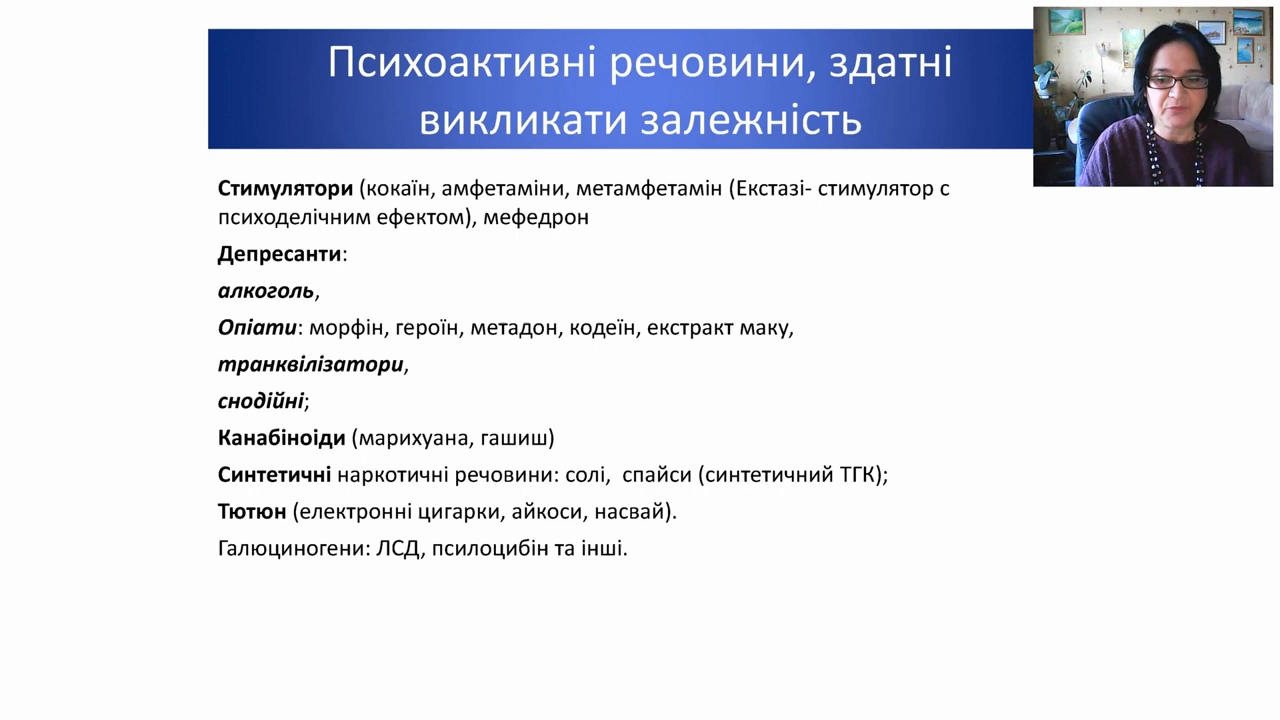 Психоактивні речовини, здатні
викликати залежність
Стимулятори (кокаїн, амфетаміни, метамфетамін (Екстазі- стимулятор с
психоделічним ефектом), мефедрон
Депресанти:
алкоголь,
Опіати: морфін, героїн, метадон, кодеїн, екстракт маку,
транквілізатори,
снодійні;
Канабіноіди (марихуана, гашиш)
Синтетичні наркотичні речовини: солі,  спайси (синтетичний ТГК);
Тютюн (електронні цигарки, айкоси, насвай).
Галюциногени: ЛСД, псилоцибін та інші.